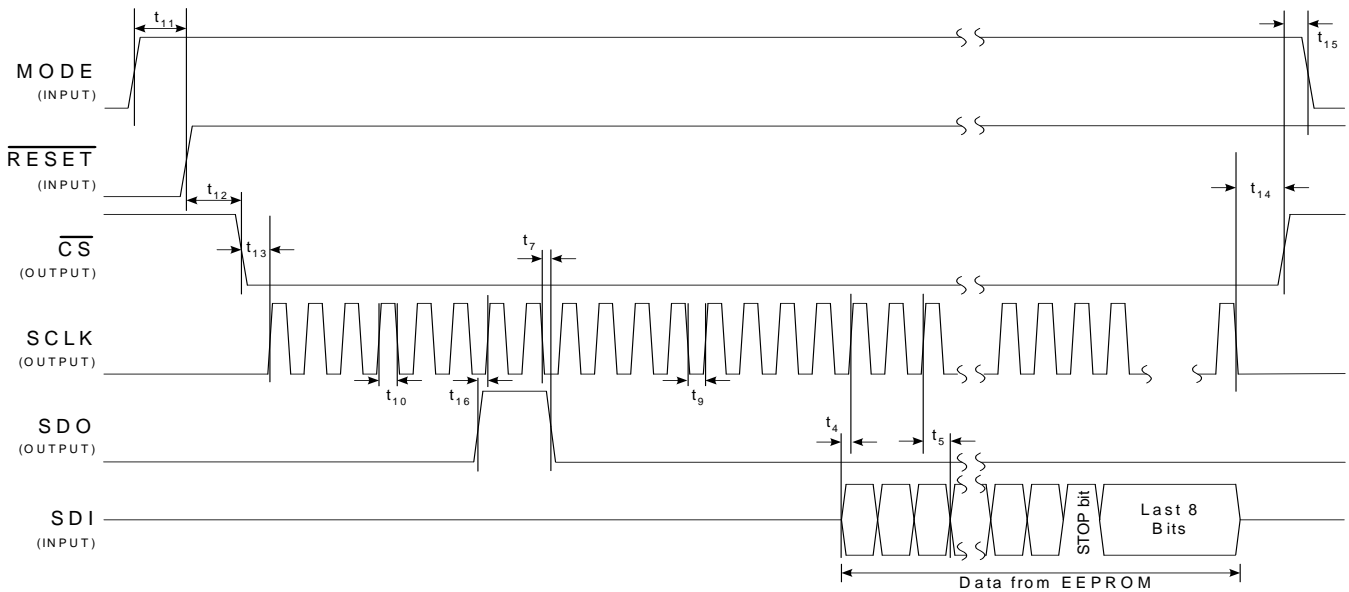 t11
t15
MODE
(INPUT)
RESET
(INPUT)
t12
t14
CS
(OUTPUT)
t13
t7
SCLK
(OUTPUT)
t10
t16
t9
SDO
(OUTPUT)
t4
t5
SDI
(INPUT)
STOP bit
Last 8
Bits
Data from EEPROM